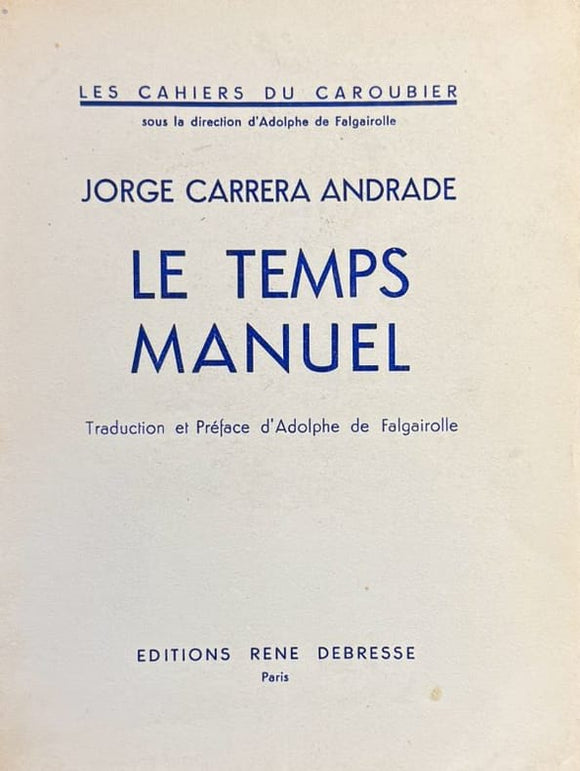 LES CAHIERS DU CAROUBIER
sous la direction d'Adolphe de Falgairolle
JORGE CARRERA ANDRADE
LE TEMPS
MANUEL
Traduction et Préface d'Adolphe de Falgairolle
EDITIONS RENE DEBRESSE
Paris